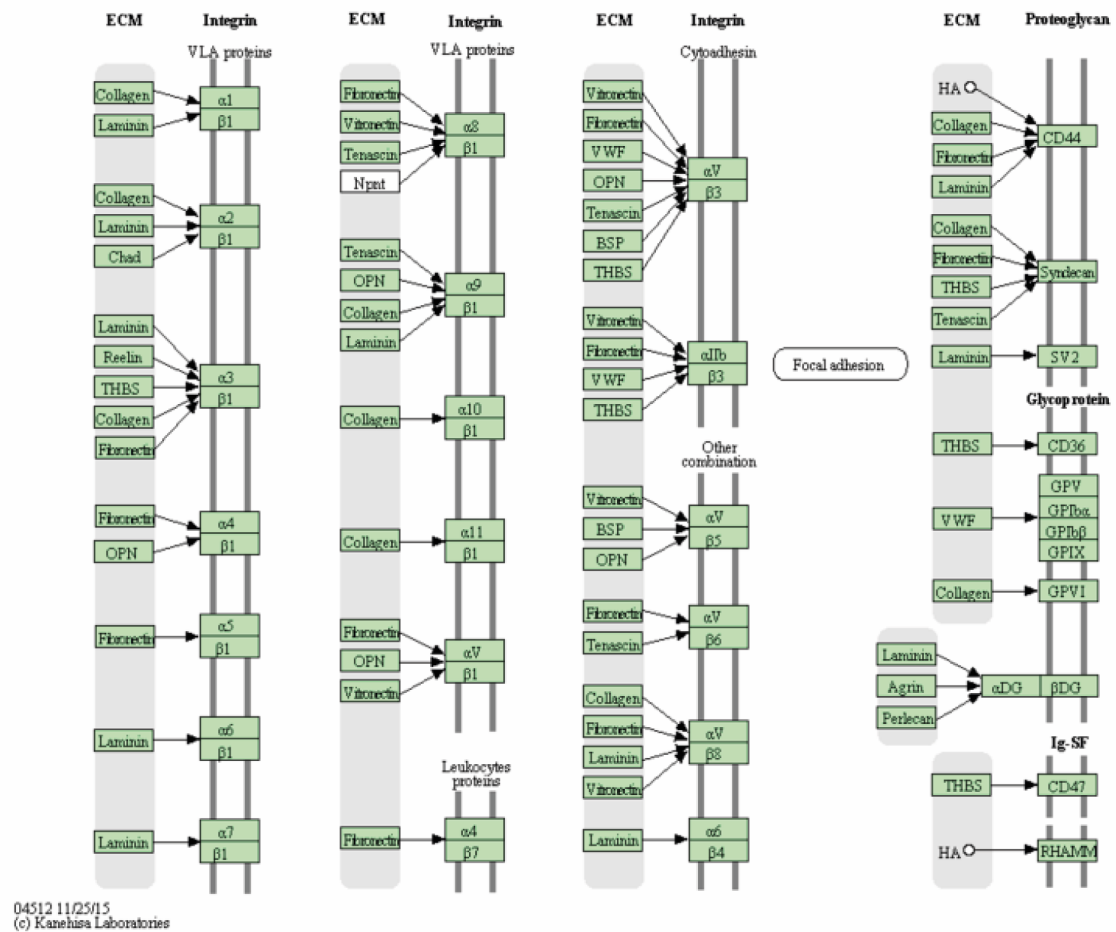 ECM
Integrin
VLA proteins
Collagen
Laminin
α1
β1
Collagen
Laminin
Chad
α2
β1
Laminin
Reelin
THBS
Collagen
Fibronectin
α3
β1
Fibronectin
OPN
α4
β1
Fibronectin
α5
β1
Laminin
α6
β1
Laminin
α7
β1
ECM
Integrin
VLA proteins
Fibronectin
Vitronectin
Tenascin
Npnt
α8
β1
Tenascin
OPN
Collagen
Laminin
α9
β1
Collagen
α10
β1
Collagen
α11
β1
Fibronectin
OPN
Vitronectin
αV
β1
Leukocytes
proteins
Fibronectin
α4
β7
ECM
Integrin
Cytoadhesin
Vitronectin
Fibronectin
VWF
OPN
Tenascin
BSP
THBS
αV
β3
Vitronectin
Fibronectin
VWF
THBS
αIIb
β3
Other
combination
Vitronectin
BSP
OPN
αV
β5
Fibronectin
Tenascin
αV
β6
Collagen
Fibronectin
Laminin
Vitronectin
αV
β8
Laminin
α6
β4
Focal adhesion
ECM
Proteoglycan
HA
Collagen
Fibronectin
Laminin
CD44
Collagen
Fibronectin
THBS
Tenascin
Syndecan
Laminin
SV2
Glycoprotein
THBS
CD36
VWF
GPV
GPIbα
GPIbβ
GPIX
Collagen
GPVI
Laminin
Agrin
Perlecan
αDG
βDG
Ig-SF
THBS
CD47
HA
RHAMM
04512 11/25/15
(c) Kanehisa Laboratories